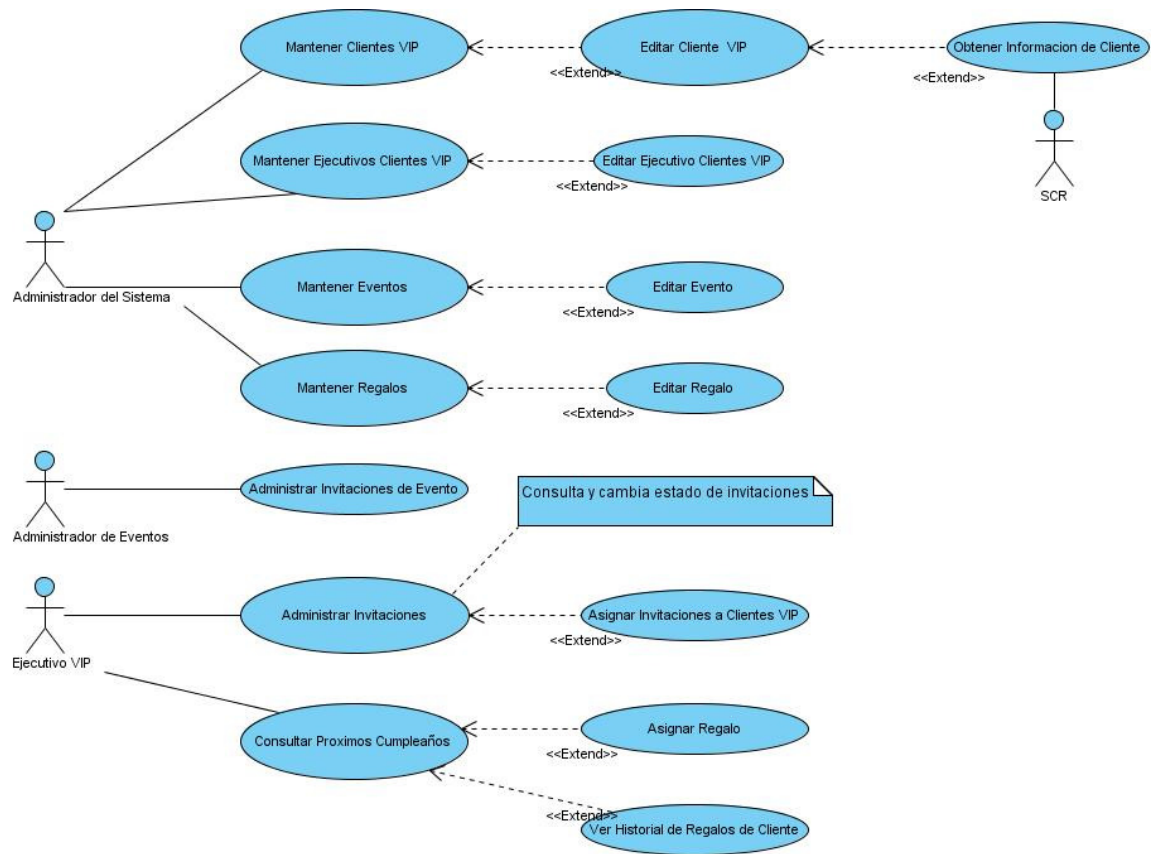 Mantener Clientes VIP
Editar Cliente VIP
Obtener Informacion de Cliente
<<Extend>>
<<Extend>>
Mantener Ejecutivos Clientes VIP
Editar Ejecutivo Clientes VIP
<<Extend>>
SCR
Administrador del Sistema
Mantener Eventos
Editar Evento
<<Extend>>
Mantener Regalos
Editar Regalo
<<Extend>>
Administrar Invitaciones de Evento
Consulta y cambia estado de invitaciones
Administrador de Eventos
Administrar Invitaciones
Asignar Invitaciones a Clientes VIP
<<Extend>>
Ejecutivo VIP
Consultar Proximos Cumpleaños
Asignar Regalo
<<Extend>>
<<Extend>>
Ver Historial de Regalos de Cliente